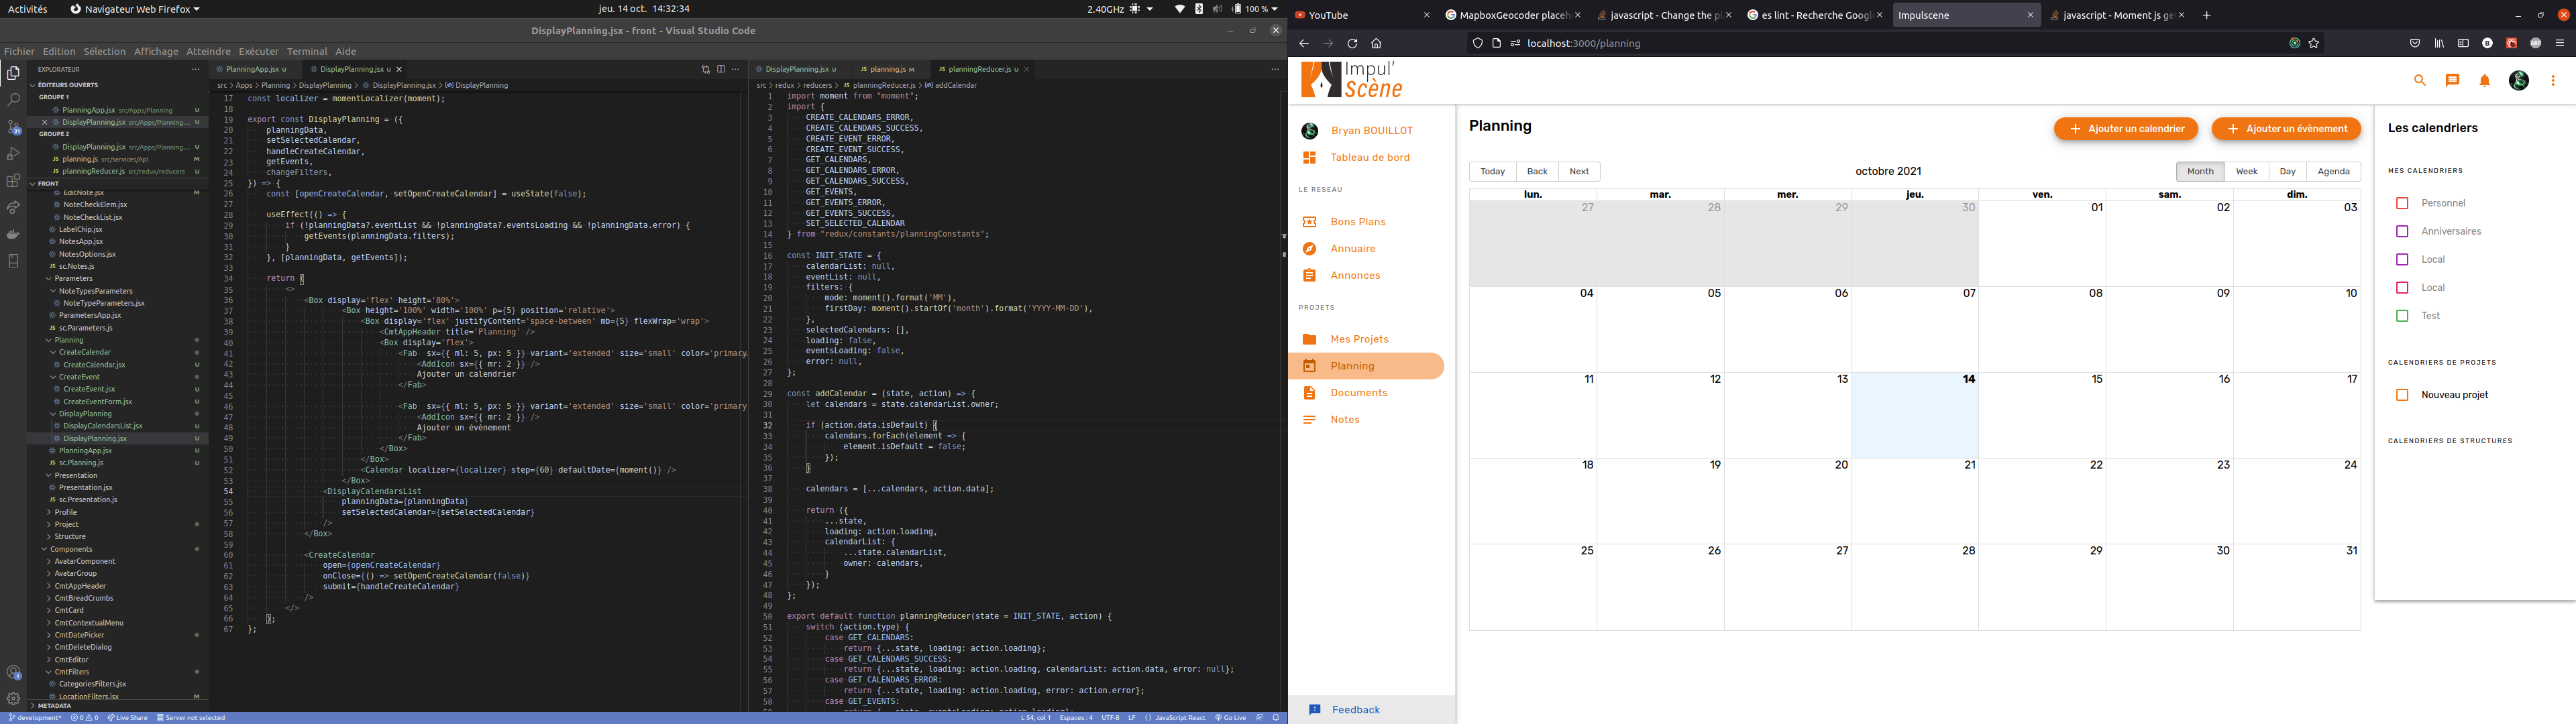 Activités
Navigateur Web Firefox
jeu. 14 oct. 14:32:34
2.40GHz
100 %
DisplayPlanning.jsx - front - Visual Studio Code
Fichier Edition Sélection Affichage Atteindre Exécuter Terminal Aide
EXPLORATEUR
ÉDITEURS OUVERTS
GROUPE 1
PlanningApp.jsx src/Apps/Planning U
DisplayPlanning.jsx src/Apps/Planning... U
GROUPE 2
DisplayPlanning.jsx src/Apps/Planning... U
planning.js src/services/Api M
planningReducer.js src/redux/reducers U
FRONT
EditNote.jsx M
NoteCheckElem.jsx
NoteCheckList.jsx
LabelChip.jsx
NotesApp.jsx
NotesOptions.jsx
sc.Notes.js
Parameters
NoteTypesParameters
NoteTypeParameters.jsx
ParametersApp.jsx
sc.Parameters.js
Planning
CreateCalendar
CreateCalendar.jsx U
CreateEvent
CreateEvent.jsx U
CreateEventForm.jsx U
DisplayPlanning
DisplayCalendarsList.jsx U
DisplayPlanning.jsx U
PlanningApp.jsx U
sc.Planning.js U
Presentation
Presentation.jsx
sc.Presentation.js
Profile
Project
Structure
Components
AvatarComponent
AvatarGroup
CmtAppHeader
CmtBreadCrumbs
CmtCard
CmtContextualMenu
CmtDatePicker
CmtDeleteDialog
CmtEditor
CmtFilters
CategoriesFilters.jsx
LocationFilters.jsx M
METADATA
PlanningApp.jsx U
DisplayPlanning.jsx U
src > Apps > Planning > DisplayPlanning > DisplayPlanning.jsx > DisplayPlanning
17 const localizer = momentLocalizer(moment);
18
19 export const DisplayPlanning = ({
20 planningData,
21 setSelectedCalendar,
22 handleCreateCalendar,
23 getEvents,
24 changeFilters,
25 }) => {
26 const [openCreateCalendar, setOpenCreateCalendar] = useState(false);
27
28 useEffect(() => {
29 if (!planningData?.eventList && !planningData?.eventsLoading && !planningData.error) {
30 getEvents(planningData.filters);
31 }
32 }, [planningData, getEvents]);
33
34 return (
35 <>
36 <Box display='flex' height='80%'>
37 <Box height='100%' width='100%' p={5} position='relative'>
38 <Box display='flex' justifyContent='space-between' mb={5} flexWrap='wrap'>
39 <CmtAppHeader title='Planning' />
40 <Box display='flex'>
41 <Fab sx={{ ml: 5, px: 5 }} variant='extended' size='small' color='primary
42 <AddIcon sx={{ mr: 2 }} />
43 Ajouter un calendrier
44 </Fab>
45
46 <Fab sx={{ ml: 5, px: 5 }} variant='extended' size='small' color='primary
47 <AddIcon sx={{ mr: 2 }} />
48 Ajouter un évènement
49 </Fab>
50 </Box>
51 </Box>
52 <Calendar localizer={localizer} step={60} defaultDate={moment()} />
53 </Box>
54 <DisplayCalendarsList
55 planningData={planningData}
56 setSelectedCalendar={setSelectedCalendar}
57 />
58 </Box>
59
60 <CreateCalendar
61 open={openCreateCalendar}
62 onClose={() => setOpenCreateCalendar(false)}
63 submit={handleCreateCalendar}
64 />
65 </>
66 );
67 };
DisplayPlanning.jsx U
planning.js M
planningReducer.js U
src > redux > reducers > planningReducer.js > addCalendar
1 import moment from "moment";
2 import {
3 CREATE_CALENDARS_ERROR,
4 CREATE_CALENDARS_SUCCESS,
5 CREATE_EVENT_ERROR,
6 CREATE_EVENT_SUCCESS,
7 GET_CALENDARS,
8 GET_CALENDARS_ERROR,
9 GET_CALENDARS_SUCCESS,
10 GET_EVENTS,
11 GET_EVENTS_ERROR,
12 GET_EVENTS_SUCCESS,
13 SET_SELECTED_CALENDAR
14 } from "redux/constants/planningConstants";
15
16 const INIT_STATE = {
17 calendarList: null,
18 eventList: null,
19 filters: {
20 mode: moment().format('MM'),
21 firstDay: moment().startOf('month').format('YYYY-MM-DD'),
22 },
23 selectedCalendars: [],
24 loading: false,
25 eventsLoading: false,
26 error: null,
27 };
28
29 const addCalendar = (state, action) => {
30 let calendars = state.calendarList.owner;
31
32 if (action.data.isDefault) {
33 calendars.forEach(element => {
34 element.isDefault = false;
35 });
36 }
37
38 calendars = [...calendars, action.data];
39
40 return ({
41 ...state,
42 loading: action.loading,
43 calendarList: {
44 ...state.calendarList,
45 owner: calendars,
46 }
47 });
48 };
49
50 export default function planningReducer(state = INIT_STATE, action) {
51 switch (action.type) {
52 case GET_CALENDARS:
53 return {...state, loading: action.loading};
54 case GET_CALENDARS_SUCCESS:
55 return {...state, loading: action.loading, calendarList: action.data, error: null};
56 case GET_CALENDARS_ERROR:
57 return {...state, loading: action.loading, error: action.error};
58 case GET_EVENTS:
development* 0 0 Live Share Server not selected
L 54, col 1 Espaces : 4 UTF-8 LF JavaScript React Go Live
YouTube
MapboxGeocoder placeh
javascript - Change the pl
es lint - Recherche Googl
Impulscene
javascript - Moment js ge
localhost:3000/planning
Impul'
Scène
Bryan BOUILLOT
Tableau de bord
LE RESEAU
Bons Plans
Annuaire
Annonces
PROJETS
Mes Projets
Planning
Documents
Notes
Feedback
Planning
Ajouter un calendrier
Ajouter un évènement
Today Back Next
octobre 2021
Month Week Day Agenda
lun. mar. mer. jeu. ven. sam. dim.
27 28 29 30 01 02 03
04 05 06 07 08 09 10
11 12 13 14 15 16 17
18 19 20 21 22 23 24
25 26 27 28 29 30 31
Les calendriers
MES CALENDRIERS
Personnel
Anniversaires
Local
Local
Test
CALENDRIERS DE PROJETS
Nouveau projet
CALENDRIERS DE STRUCTURES